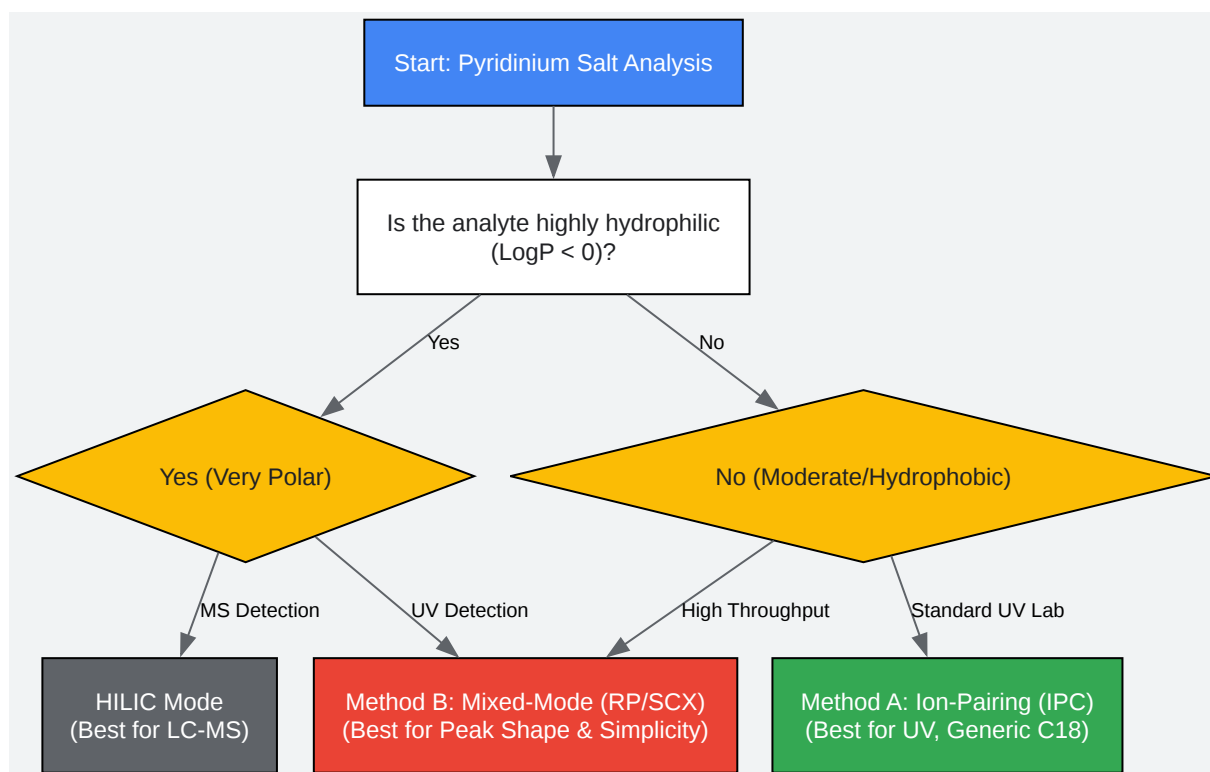 Start: Pyridinium Salt Analysis
Is the analyte highly hydrophilic
(LogP < 0)?
Yes
No
Yes (Very Polar)
No (Moderate/Hydrophobic)
MS Detection
UV Detection
High Throughput
Standard UV Lab
HILIC Mode
(Best for LC-MS)
Method B: Mixed-Mode (RP/SCX)
(Best for Peak Shape & Simplicity)
Method A: Ion-Pairing (IPC)
(Best for UV, Generic C18)